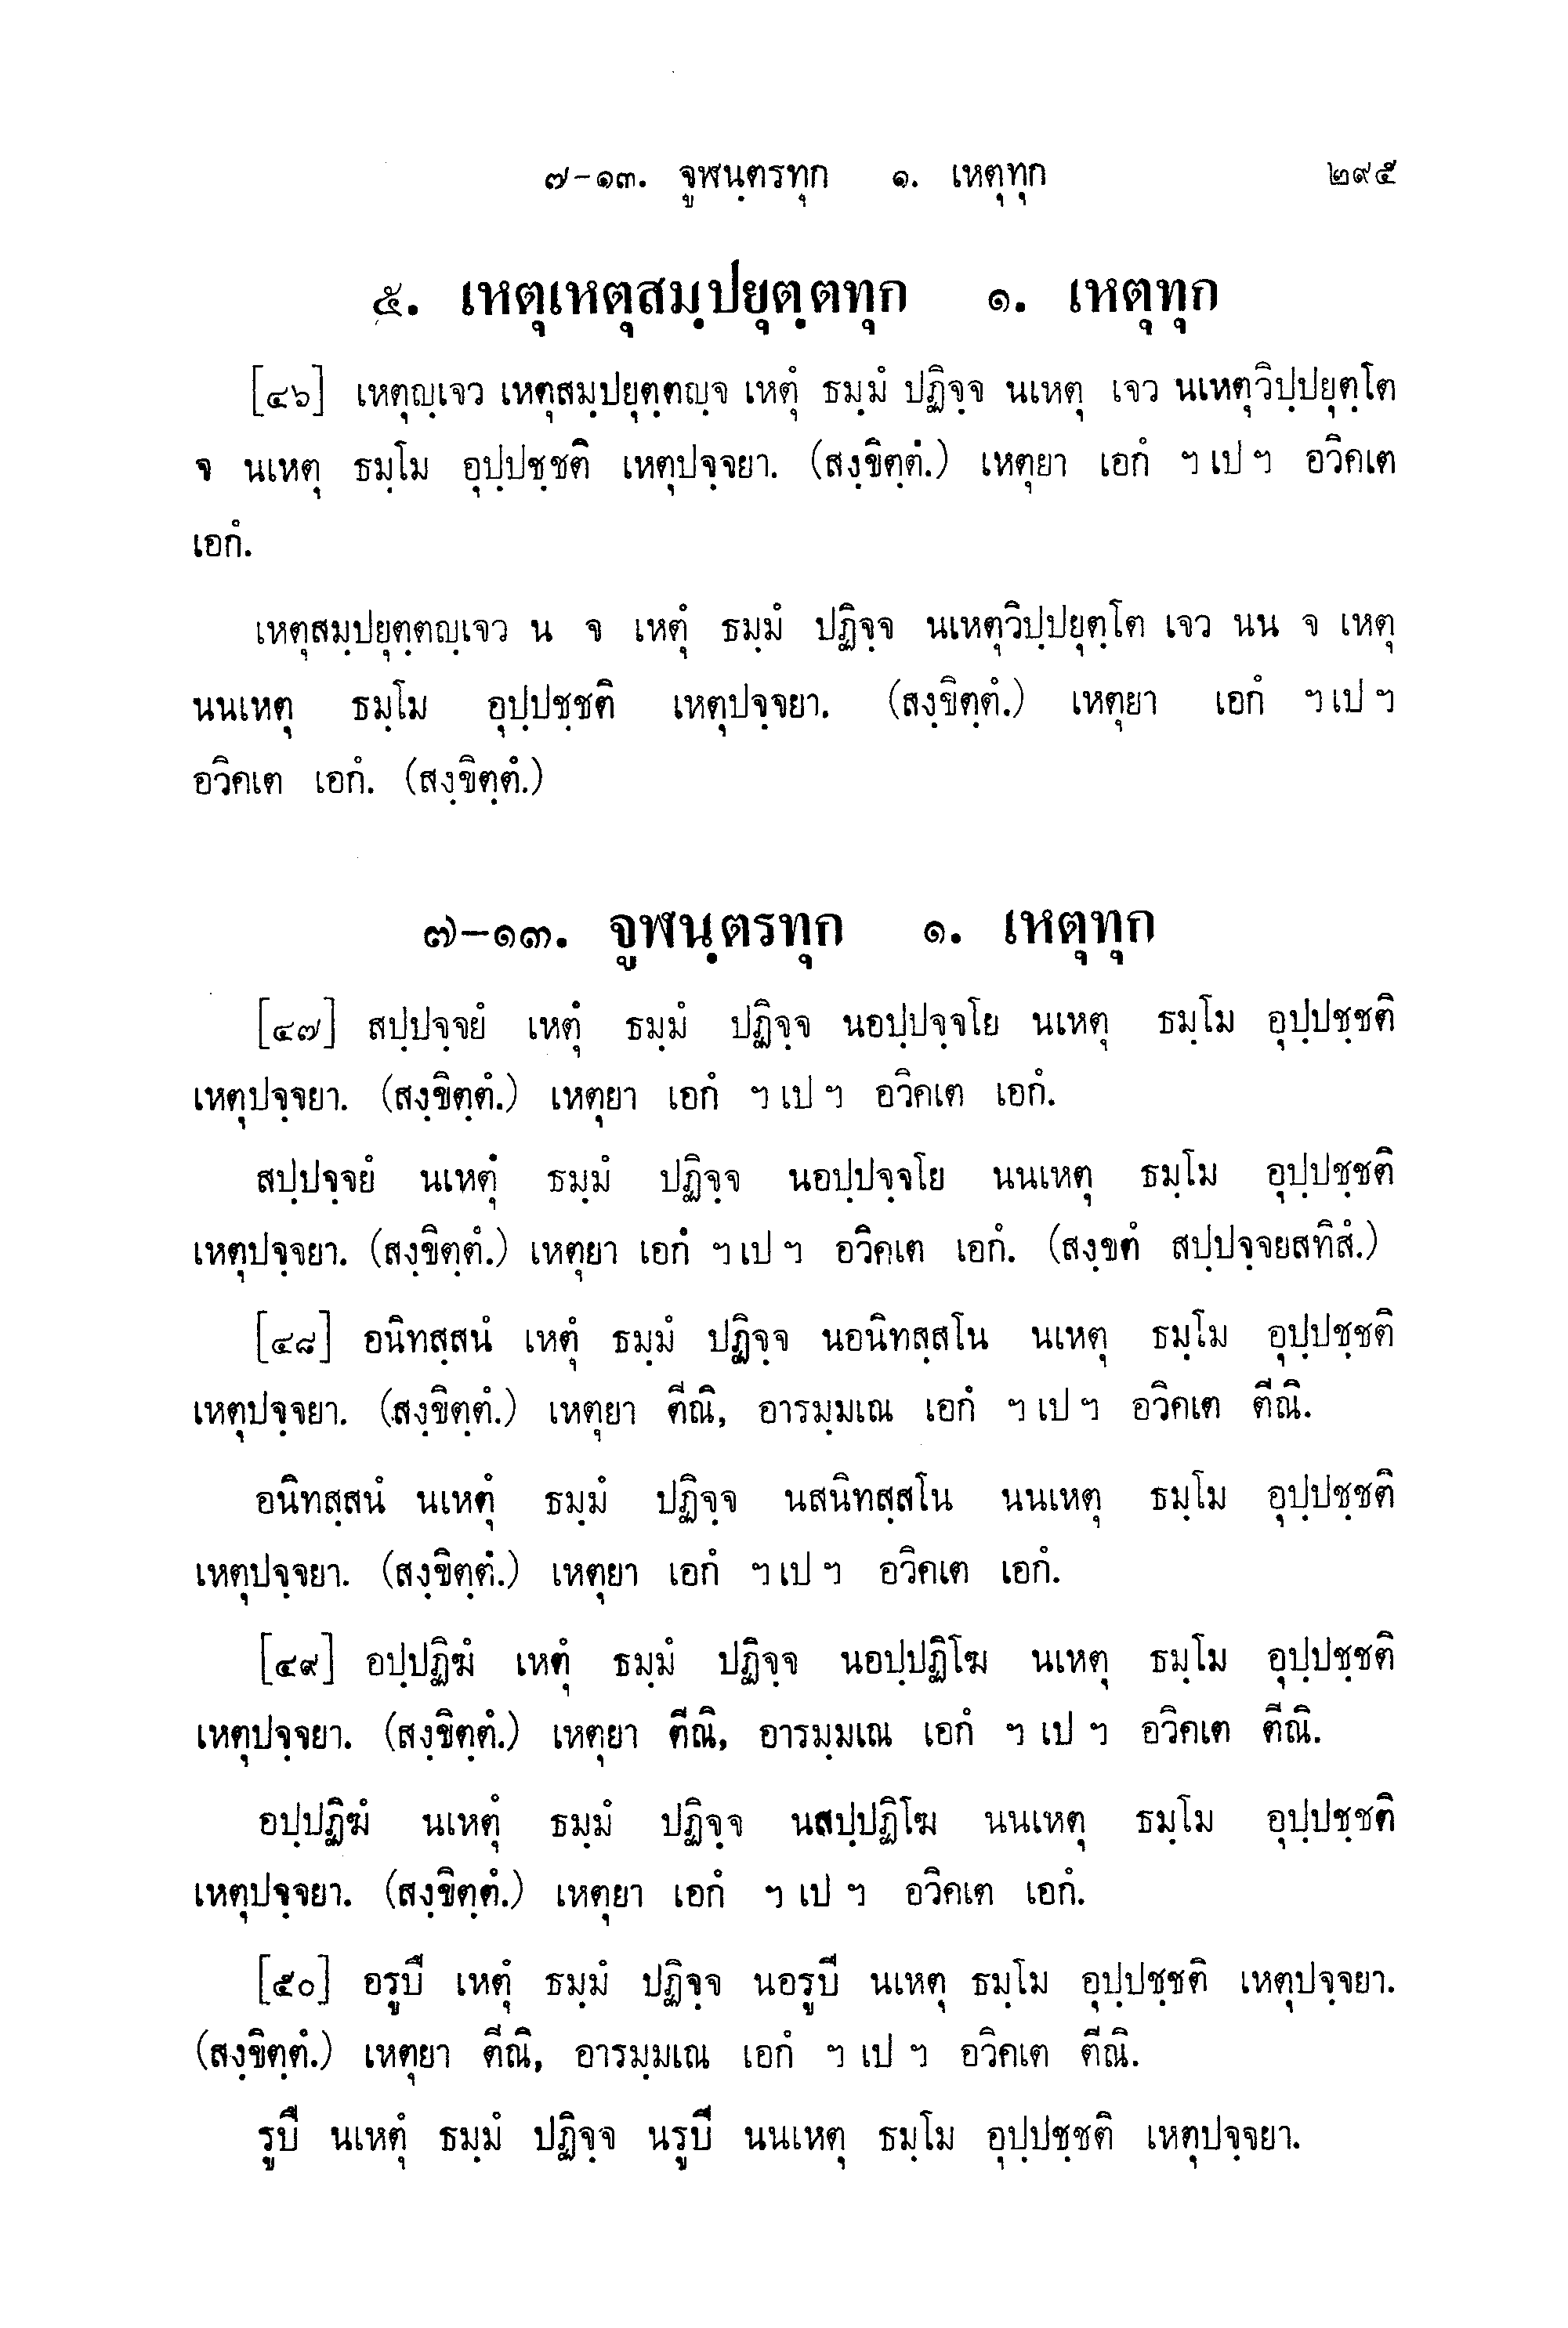 ๗-๑๓. จูฬนฺตรทุก ๑. เหตุทุก ๒๙๕
๕. เหตุเหตุสมฺปยุตฺตทุก ๑. เหตุทุก
[๔๖] เหตุญฺเจว เหตุสมฺปยุตฺตญฺจ เหตุํ ธมฺมํ ปฏิจฺจ นเหตุ เจว นเหตุวิปฺปยุตฺโต
จ นเหตุ ธมฺโม อุปฺปชฺชติ เหตุปจฺจยา. (สงฺขิตฺตํ.) เหตุยา เอกํ ฯ เป ฯ อวิคเต
เอกํ.
เหตุสมฺปยุตฺตญฺเจว น จ เหตุํ ธมฺมํ ปฏิจฺจ นเหตุวิปฺปยุตฺโต เจว นน จ เหตุ
นนเหตุ ธมฺโม อุปฺปชฺชติ เหตุปจฺจยา. (สงฺขิตฺตํ.) เหตุยา เอกํ ฯ เป ฯ
อวิคเต เอกํ. (สงฺขิตฺตํ.)
๗-๑๓. จูฬนฺตรทุก ๑. เหตุทุก
[๔๗] สปฺปจฺจยํ เหตุํ ธมฺมํ ปฏิจฺจ นอปฺปจฺจโย นเหตุ ธมฺโม อุปฺปชฺชติ
เหตุปจฺจยา. (สงฺขิตฺตํ.) เหตุยา เอกํ ฯ เป ฯ อวิคเต เอกํ.
สปฺปจฺจยํ นเหตุํ ธมฺมํ ปฏิจฺจ นอปฺปจฺจโย นนเหตุ ธมฺโม อุปฺปชฺชติ
เหตุปจฺจยา. (สงฺขิตฺตํ.) เหตุยา เอกํ ฯ เป ฯ อวิคเต เอกํ. (สงฺขตํ สปฺปจฺจยสทิสํ.)
[๔๘] อนิทสฺสนํ เหตุํ ธมฺมํ ปฏิจฺจ นอนิทสฺสโน นเหตุ ธมฺโม อุปฺปชฺชติ
เหตุปจฺจยา. (สงฺขิตฺตํ.) เหตุยา ตีณิ, อารมฺมเณ เอกํ ฯ เป ฯ อวิคเต ตีณิ.
อนิทสฺสนํ นเหตุํ ธมฺมํ ปฏิจฺจ นสนิทสฺสโน นนเหตุ ธมฺโม อุปฺปชฺชติ
เหตุปจฺจยา. (สงฺขิตฺตํ.) เหตุยา เอกํ ฯ เป ฯ อวิคเต เอกํ.
[๔๙] อปฺปฏิฆํ เหตุํ ธมฺมํ ปฏิจฺจ นอปฺปฏิโฆ นเหตุ ธมฺโม อุปฺปชฺชติ
เหตุปจฺจยา. (สงฺขิตฺตํ.) เหตุยา ตีณิ, อารมฺมเณ เอกํ ฯ เป ฯ อวิคเต ตีณิ.
อปฺปฏิฆํ นเหตุํ ธมฺมํ ปฏิจฺจ นสปฺปฏิโฆ นนเหตุ ธมฺโม อุปฺปชฺชติ
เหตุปจฺจยา. (สงฺขิตฺตํ.) เหตุยา เอกํ ฯ เป ฯ อวิคเต เอกํ.
[๕๐] อรูปึ เหตุํ ธมฺมํ ปฏิจฺจ นอรูปี นเหตุ ธมฺโม อุปฺปชฺชติ เหตุปจฺจยา.
(สงฺขิตฺตํ.) เหตุยา ตีณิ, อารมฺมเณ เอกํ ฯ เป ฯ อวิคเต ตีณิ.
รูปึ นเหตุํ ธมฺมํ ปฏิจฺจ นรูปี นนเหตุ ธมฺโม อุปฺปชฺชติ เหตุปจฺจยา.